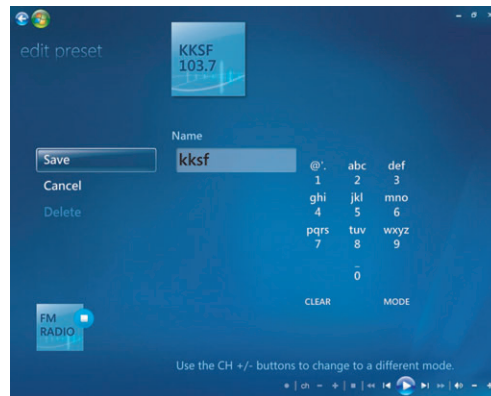 edit preset
KKSF
103.7
Name
kksf
Save
Cancel
Delete
@'. abc def
1 2 3
ghi jkl mno
4 5 6
pqrs tuv wxyz
7 8 9
_
0
CLEAR MODE
FM
RADIO
Use the CH +/- buttons to change to a different mode.
ch − +